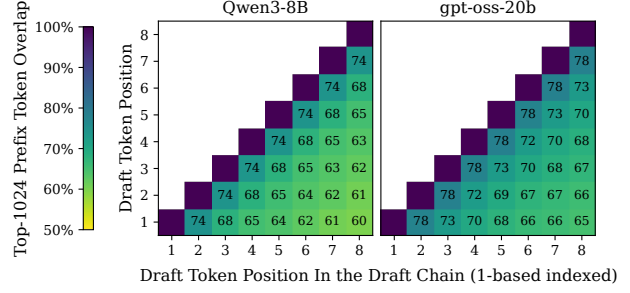 Qwen3-8B
gpt-oss-20b
Top-1024 Prefix Token Overlap
100%
90%
80%
70%
60%
50%
Draft Token Position
8
7 74 78
6 74 68 78 73
5 74 68 65 78 73 70
4 74 68 65 63 78 72 70 68
3 74 68 65 63 62 78 73 70 68 67
2 74 68 65 64 62 61 78 72 69 67 67 66
1 74 68 65 64 62 61 60 78 73 70 68 66 66 65
1 2 3 4 5 6 7 8 1 2 3 4 5 6 7 8
Draft Token Position In the Draft Chain (1-based indexed)